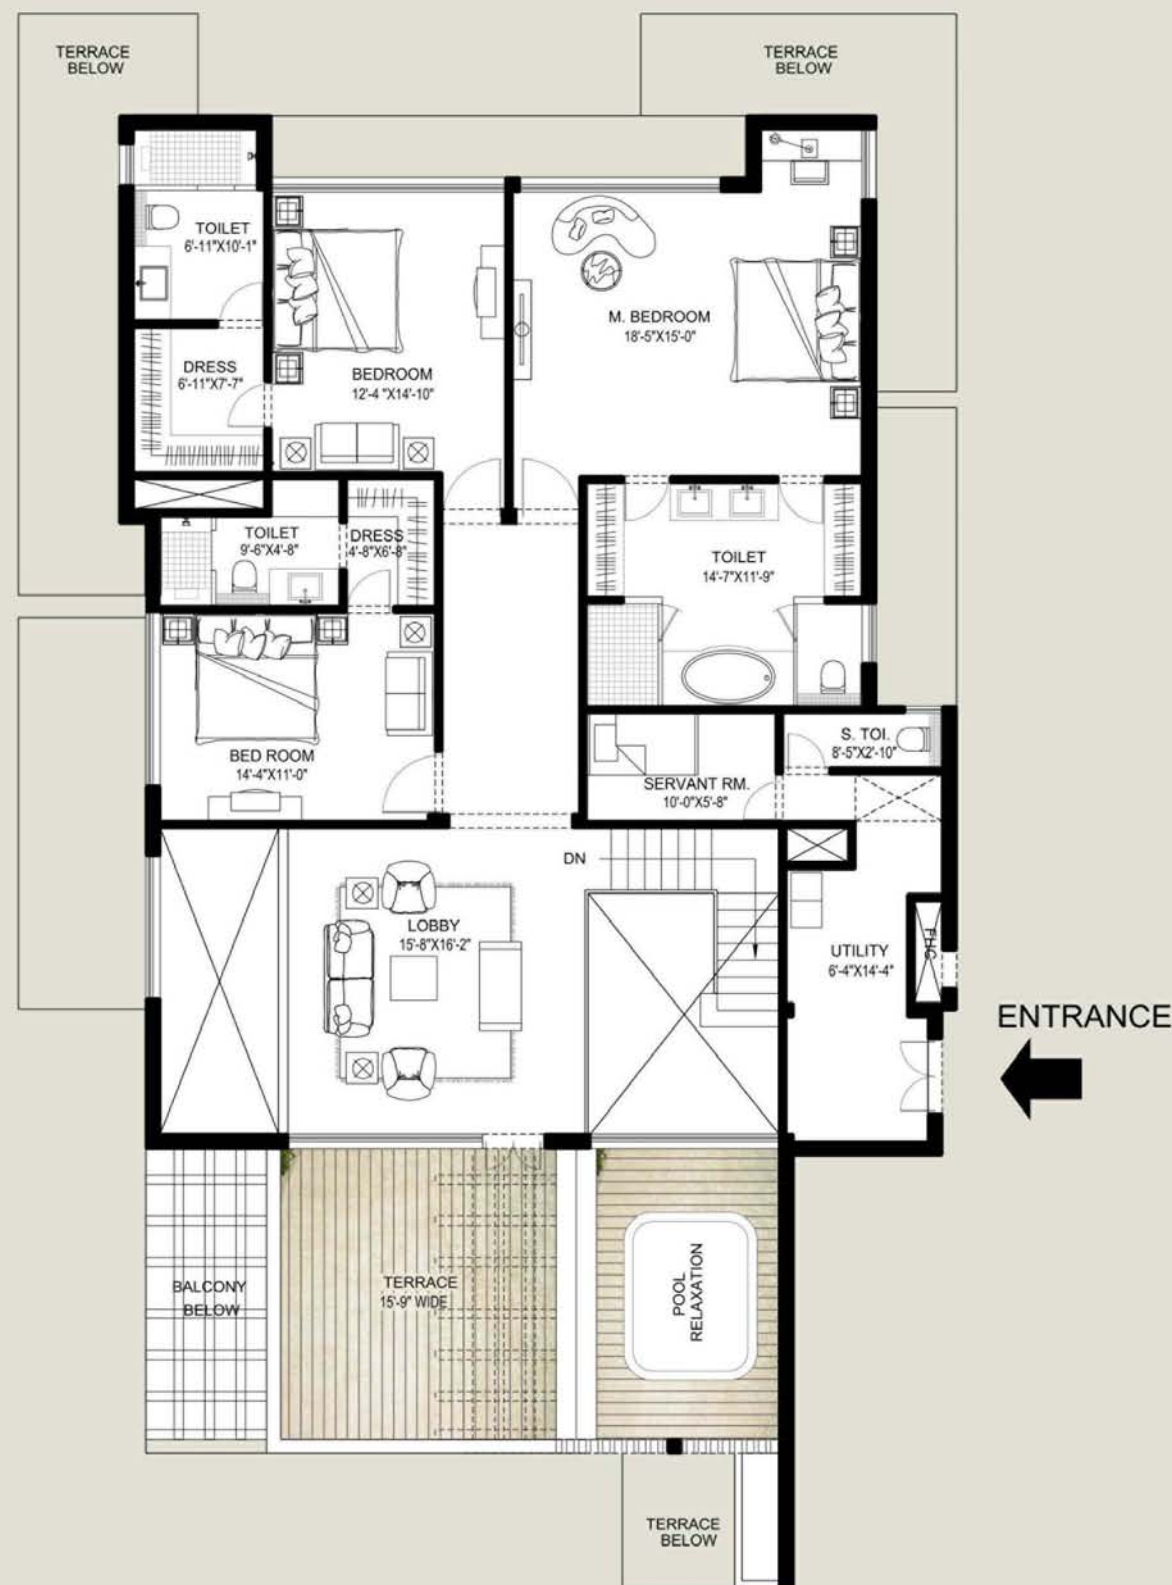 TERRACE
BELOW
TERRACE
BELOW
TOILET
6'-11"X10'-1"
M. BEDROOM
18'-5"X15'-0"
DRESS
6'-11"X7'-7"
BEDROOM
12'-4 "X14'-10"
TOILET
9'-6"X4'-8"
DRESS
4'-8"X6'-8"
TOILET
14'-7"X11'-9"
BED ROOM
14'-4"X11'-0"
S. TOI.
8'-5"X2'-10"
SERVANT RM.
10'-0"X5'-8"
DN
LOBBY
15'-8"X16'-2"
UTILITY
6'-4"X14'-4"
FHC
ENTRANCE
BALCONY
BELOW
TERRACE
15'-9" WIDE
POOL
RELAXATION
TERRACE
BELOW